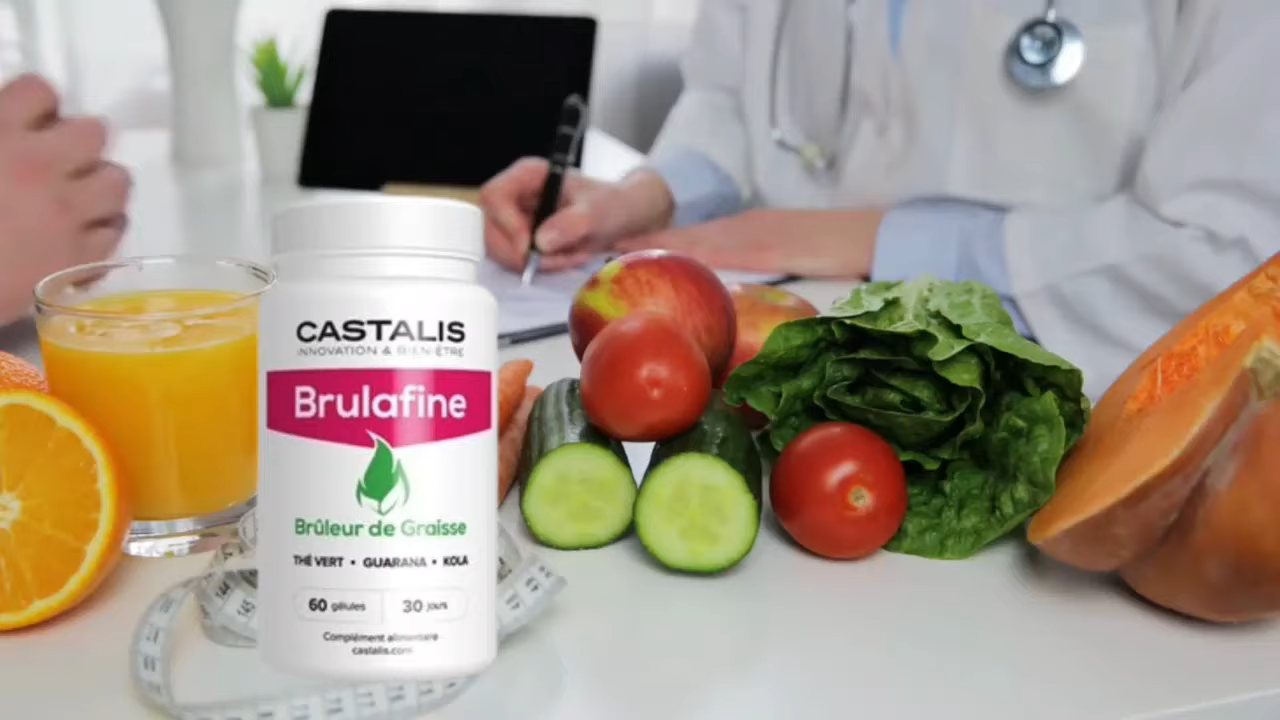 CASTALIS
INNOVATION & BIEN-ÊTRE
Brulafine
Brûleur de Graisse
THÉ VERT • GUARANA • KOLA
60 gélules 30 jours
Complément alimentaire
castalis.com